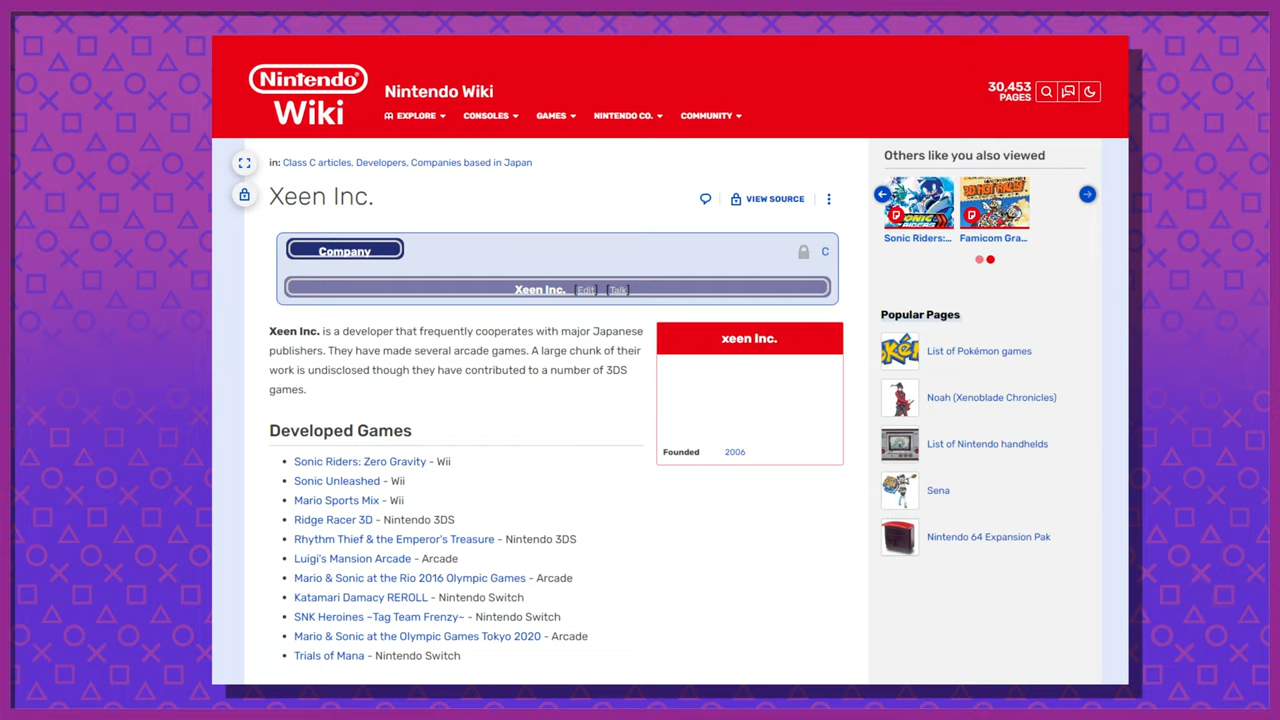 Nintendo®
Wiki
Nintendo Wiki
30,453
PAGES
EXPLORE
CONSOLES
GAMES
NINTENDO CO.
COMMUNITY
in: Class C articles, Developers, Companies based in Japan
Xeen Inc.
VIEW SOURCE
Company
C
Xeen Inc. [Edit] [Talk]
Xeen Inc. is a developer that frequently cooperates with major Japanese
publishers. They have made several arcade games. A large chunk of their
work is undisclosed though they have contributed to a number of 3DS
games.
xeen Inc.
Founded 2006
Developed Games
• Sonic Riders: Zero Gravity - Wii
• Sonic Unleashed - Wii
• Mario Sports Mix - Wii
• Ridge Racer 3D - Nintendo 3DS
• Rhythm Thief & the Emperor's Treasure - Nintendo 3DS
• Luigi's Mansion Arcade - Arcade
• Mario & Sonic at the Rio 2016 Olympic Games - Arcade
• Katamari Damacy REROLL - Nintendo Switch
• SNK Heroines ~Tag Team Frenzy~ - Nintendo Switch
• Mario & Sonic at the Olympic Games Tokyo 2020 - Arcade
• Trials of Mana - Nintendo Switch
Others like you also viewed
SONIC
RIDERS
3D HOT RALLY
Sonic Riders:...
Famicom Gra...
Popular Pages
List of Pokémon games
Noah (Xenoblade Chronicles)
List of Nintendo handhelds
Sena
Nintendo 64 Expansion Pak